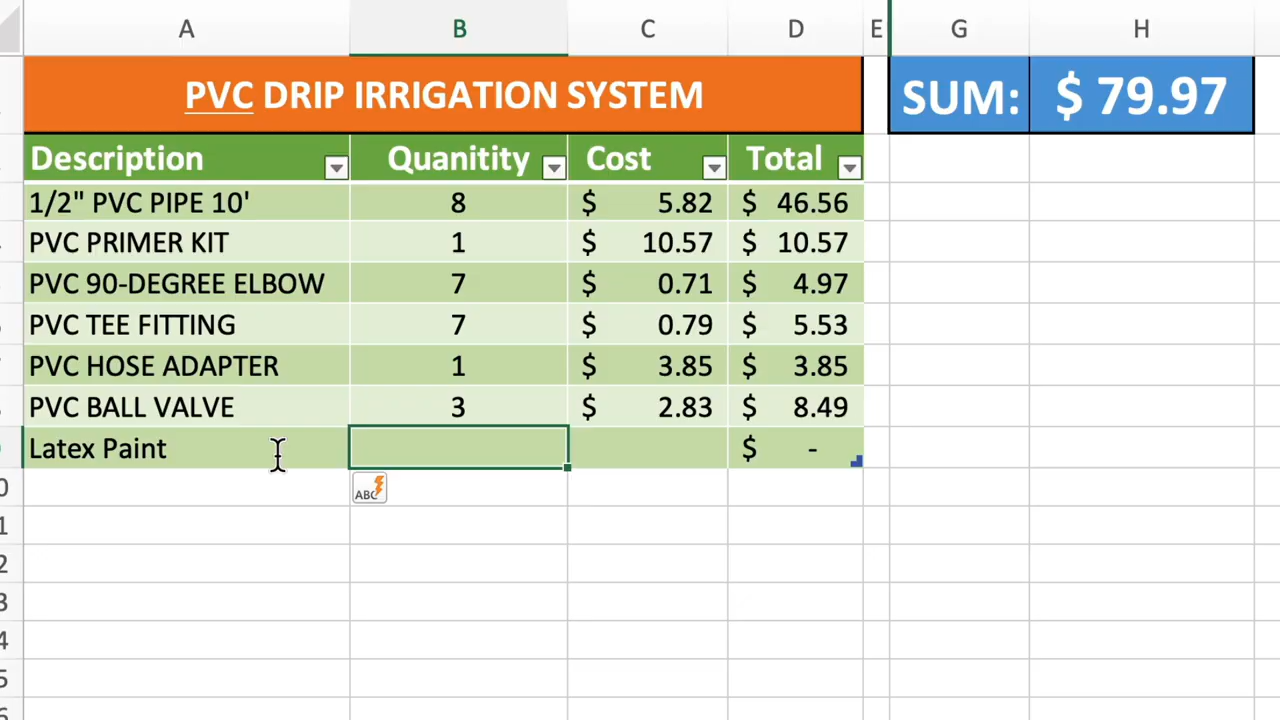 A B C D E G H
PVC DRIP IRRIGATION SYSTEM SUM: $ 79.97
Description Quanitity Cost Total
1/2" PVC PIPE 10' 8 $ 5.82 $ 46.56
PVC PRIMER KIT 1 $ 10.57 $ 10.57
PVC 90-DEGREE ELBOW 7 $ 0.71 $ 4.97
PVC TEE FITTING 7 $ 0.79 $ 5.53
PVC HOSE ADAPTER 1 $ 3.85 $ 3.85
PVC BALL VALVE 3 $ 2.83 $ 8.49
Latex Paint $ -
ABC